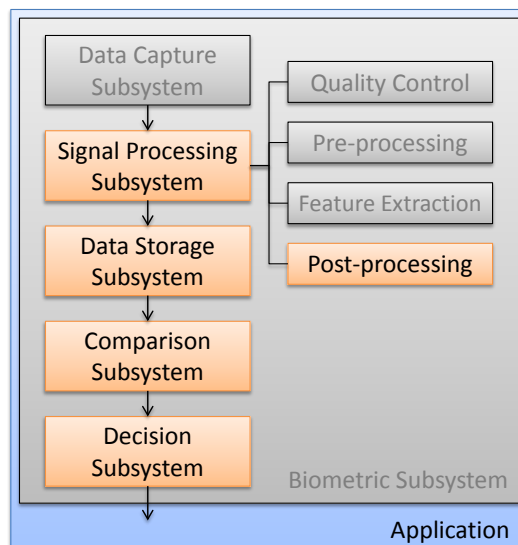 Data Capture
Subsystem
Quality Control
Signal Processing
Subsystem
Pre-processing
Feature Extraction
Data Storage
Subsystem
Post-processing
Comparison
Subsystem
Decision
Subsystem
Biometric Subsystem
Application